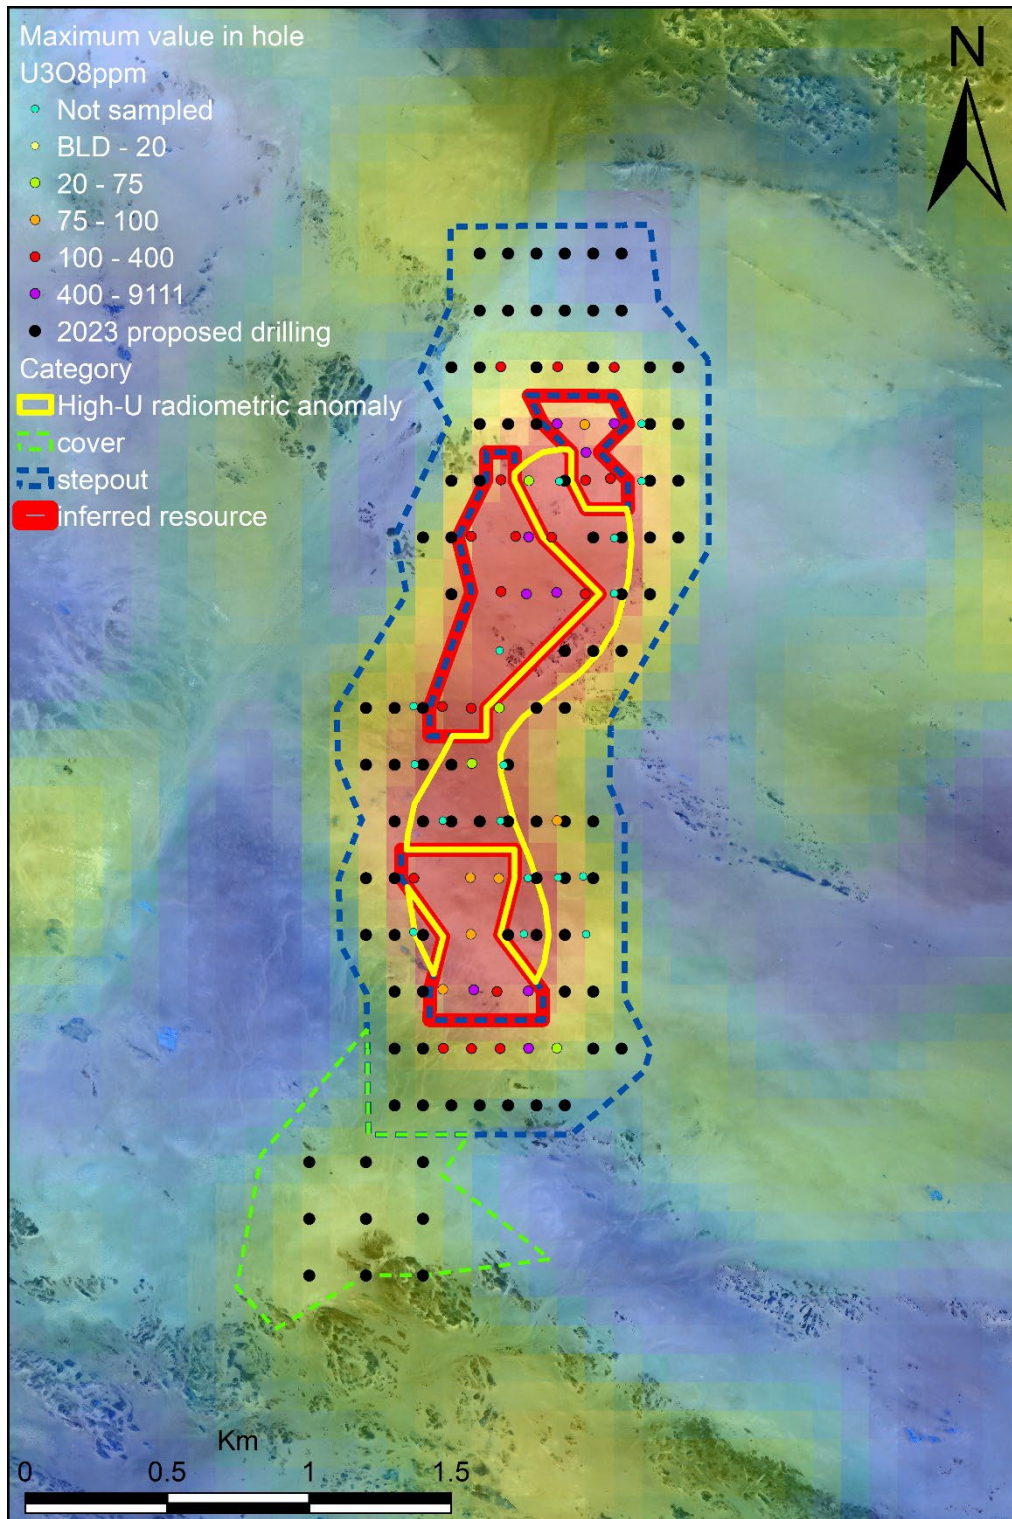 Maximum value in hole
U3O8ppm
Not sampled
BLD - 20
20 - 75
75 - 100
100 - 400
400 - 9111
2023 proposed drilling
Category
High-U radiometric anomaly
cover
stepout
inferred resource
N
Km
0 0.5 1 1.5